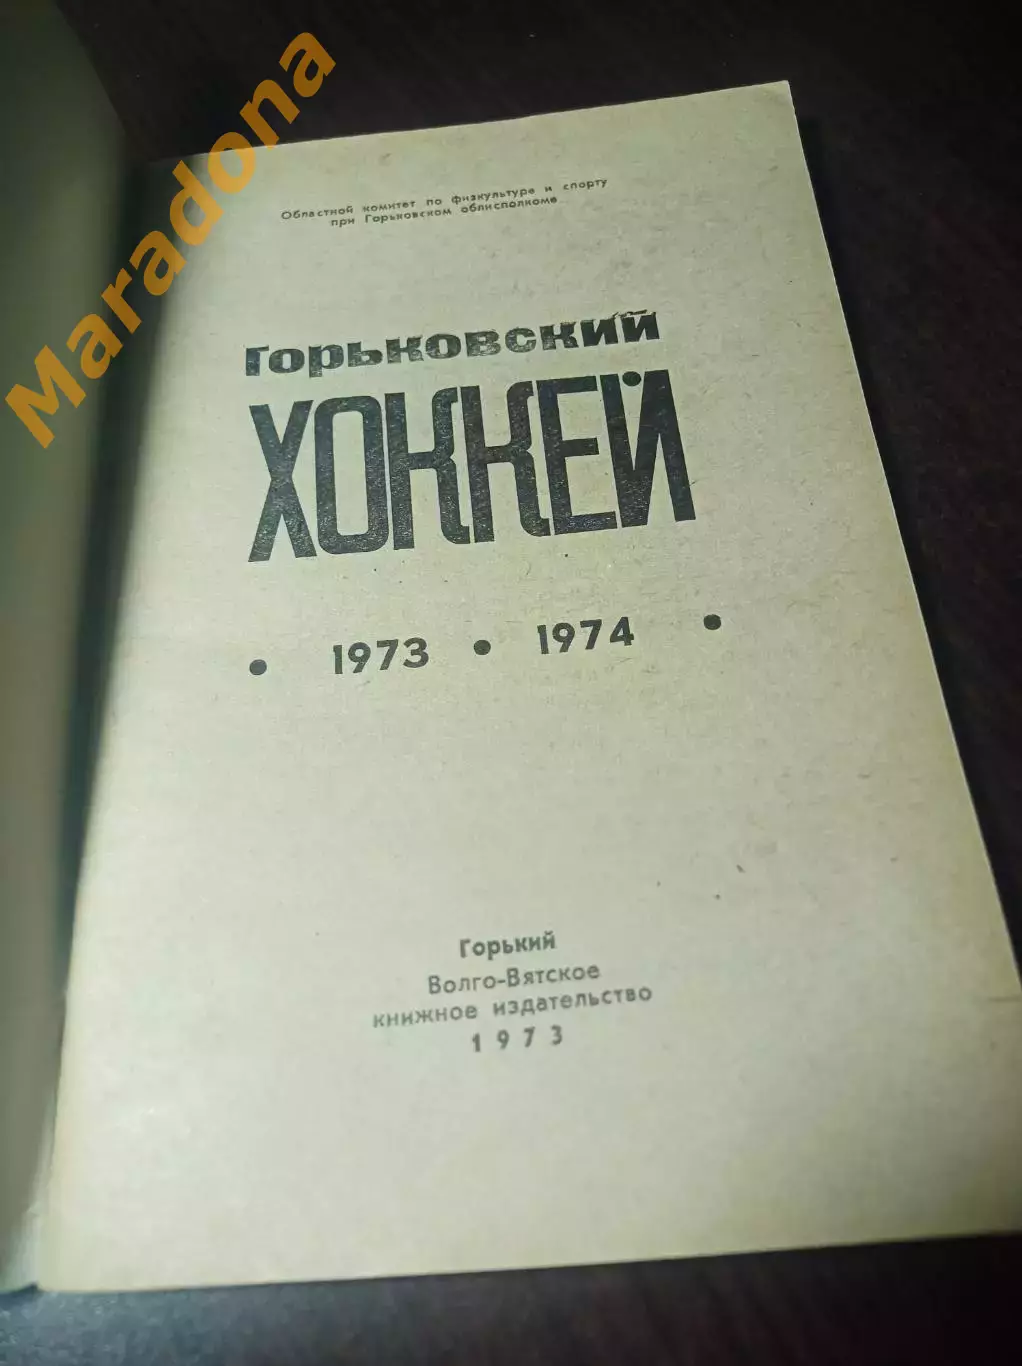 Maradona
Областной комитет по физкультуре и спорту
при Горьковском облисполкоме
Горьковский
ХОККЕЙ
• 1973 • 1974 •
Горький
Волго-Вятское
книжное издательство
1973